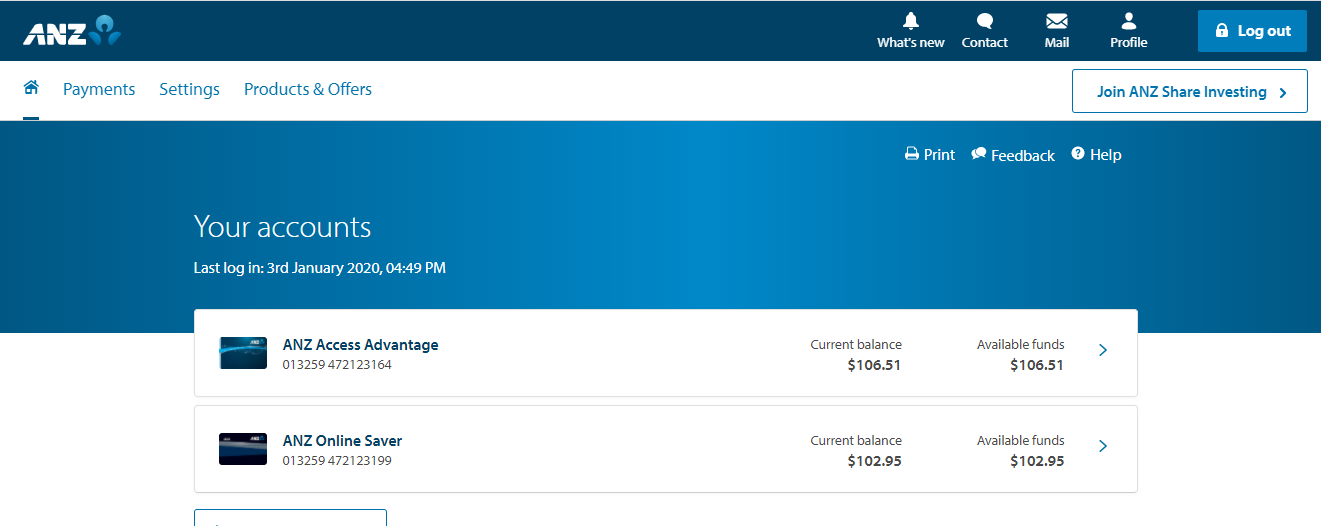 ANZ
What's new
Contact
Mail
Profile
Log out
Payments
Settings
Products & Offers
Join ANZ Share Investing
Print
Feedback
Help
Your accounts
Last log in: 3rd January 2020, 04:49 PM
ANZ Access Advantage
013259 472123164
Current balance
$106.51
Available funds
$106.51
ANZ Online Saver
013259 472123199
Current balance
$102.95
Available funds
$102.95